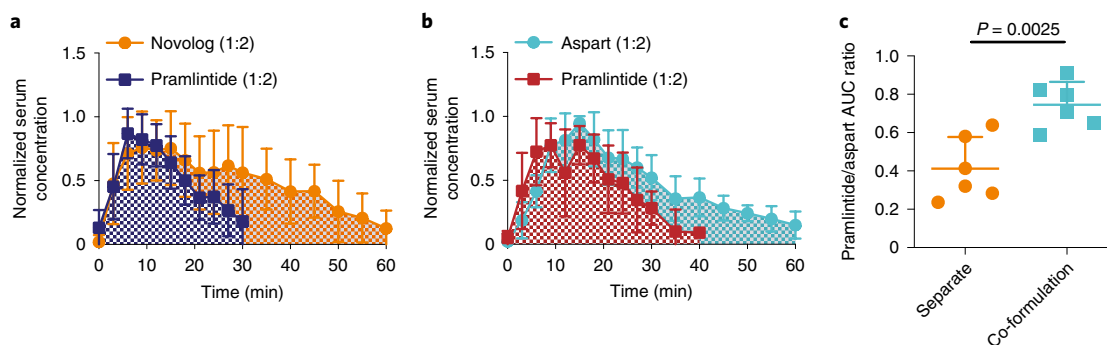 a
Novolog (1:2)
Pramlintide (1:2)
Normalized serum
concentration
1.5
1.0
0.5
0
0 10 20 30 40 50 60
Time (min)
b
Aspart (1:2)
Pramlintide (1:2)
Normalized serum
concentration
1.5
1.0
0.5
0
0 10 20 30 40 50 60
Time (min)
c
P = 0.0025
Pramlintide/aspart AUC ratio
1.0
0.8
0.6
0.4
0.2
0
Separate
Co-formulation